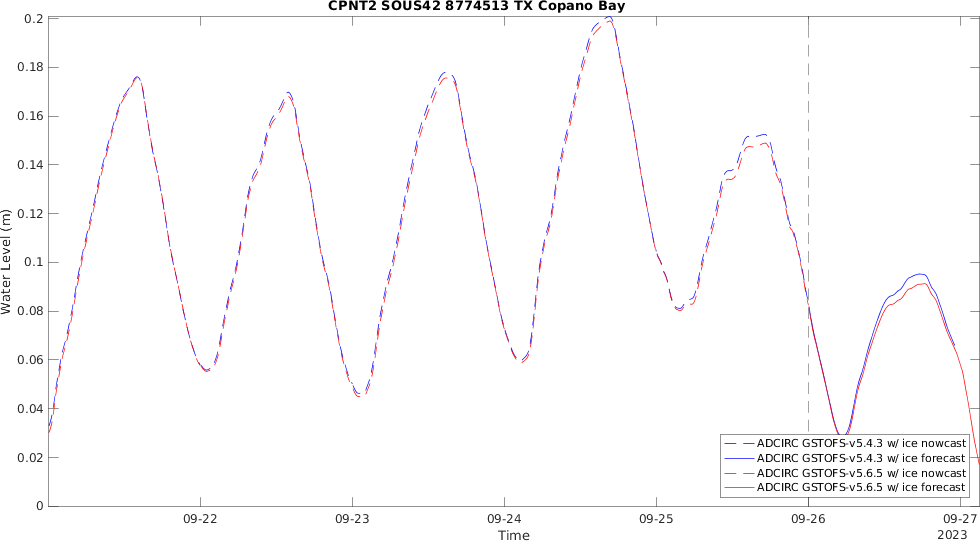 CPNT2 SOUS42 8774513 TX Copano Bay
0.2
0.18
0.16
0.14
0.12
0.1
0.08
0.06
0.04
0.02
0
Water Level (m)
09-22 09-23 09-24 09-25 09-26 09-27
2023
Time
ADCIRC GSTOFS-v5.4.3 w/ ice nowcast
ADCIRC GSTOFS-v5.4.3 w/ ice forecast
ADCIRC GSTOFS-v5.6.5 w/ ice nowcast
ADCIRC GSTOFS-v5.6.5 w/ ice forecast